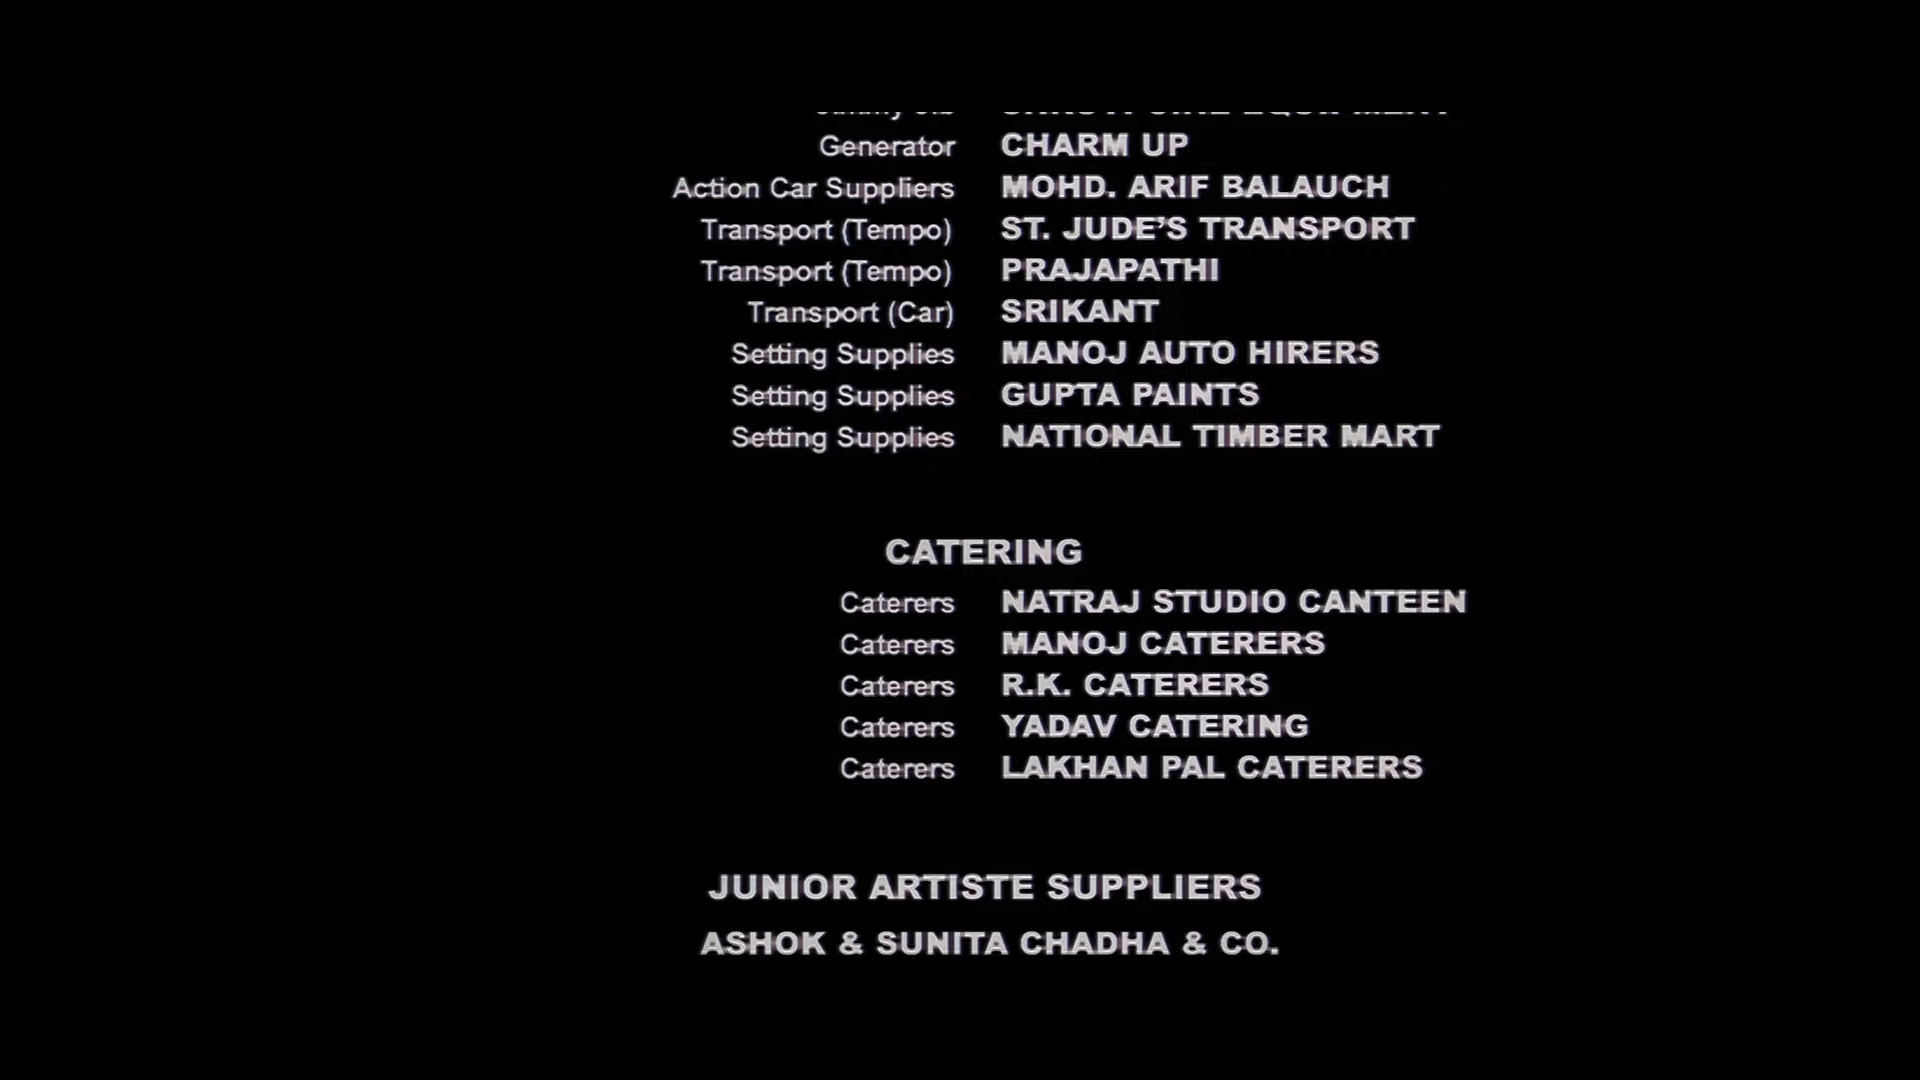 Generator CHARM UP
Action Car Suppliers MOHD. ARIF BALAUCH
Transport (Tempo) ST. JUDE’S TRANSPORT
Transport (Tempo) PRAJAPATHI
Transport (Car) SRIKANT
Setting Supplies MANOJ AUTO HIRERS
Setting Supplies GUPTA PAINTS
Setting Supplies NATIONAL TIMBER MART
CATERING
Caterers NATRAJ STUDIO CANTEEN
Caterers MANOJ CATERERS
Caterers R.K. CATERERS
Caterers YADAV CATERING
Caterers LAKHAN PAL CATERERS
JUNIOR ARTISTE SUPPLIERS
ASHOK & SUNITA CHADHA & CO.